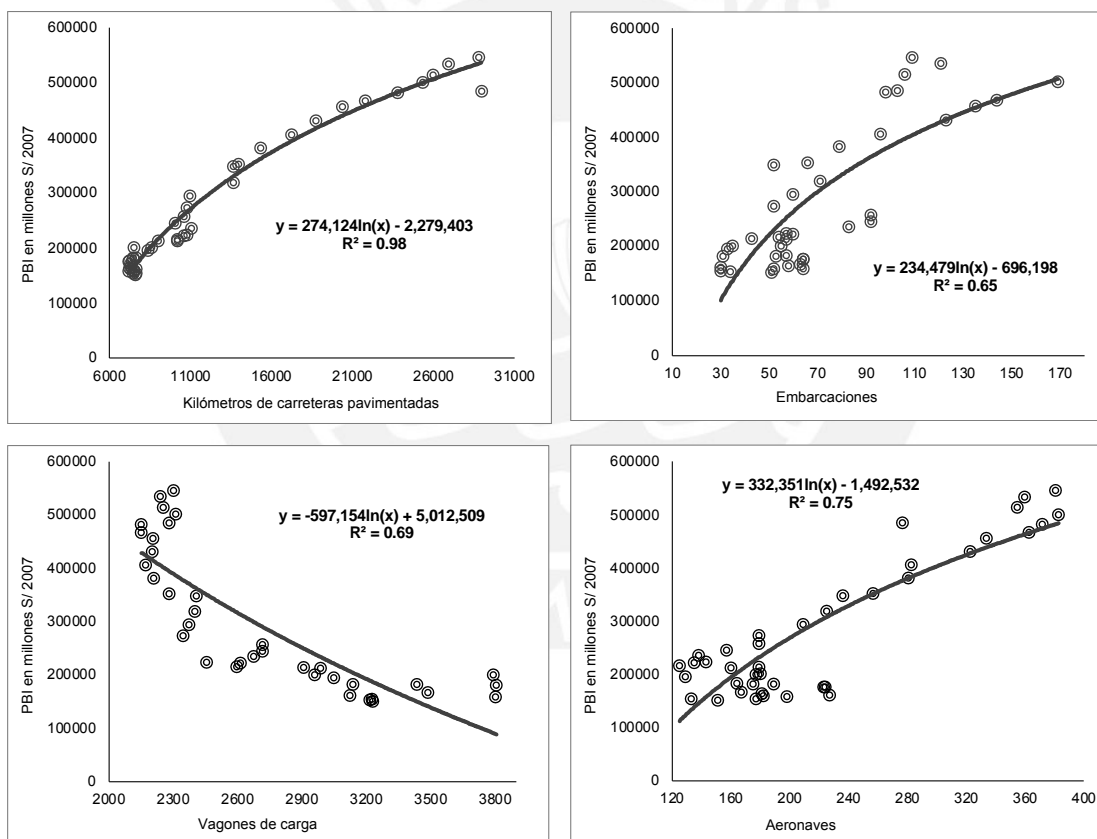 PBI en millones S/ 2007
600000
500000
400000
300000
200000
100000
0
y = 274,124ln(x) - 2,279,403
R² = 0.98
6000 11000 16000 21000 26000 31000
Kilómetros de carreteras pavimentadas
PBI en millones S/ 2007
600000
500000
400000
300000
200000
100000
0
y = 234,479ln(x) - 696,198
R² = 0.65
10 30 50 70 90 110 130 150 170
Embarcaciones
PBI en millones S/ 2007
600000
500000
400000
300000
200000
100000
0
y = -597,154ln(x) + 5,012,509
R² = 0.69
2000 2300 2600 2900 3200 3500 3800
Vagones de carga
PBI en millones S/ 2007
600000
500000
400000
300000
200000
100000
0
y = 332,351ln(x) - 1,492,532
R² = 0.75
120 160 200 240 280 320 360 400
Aeronaves